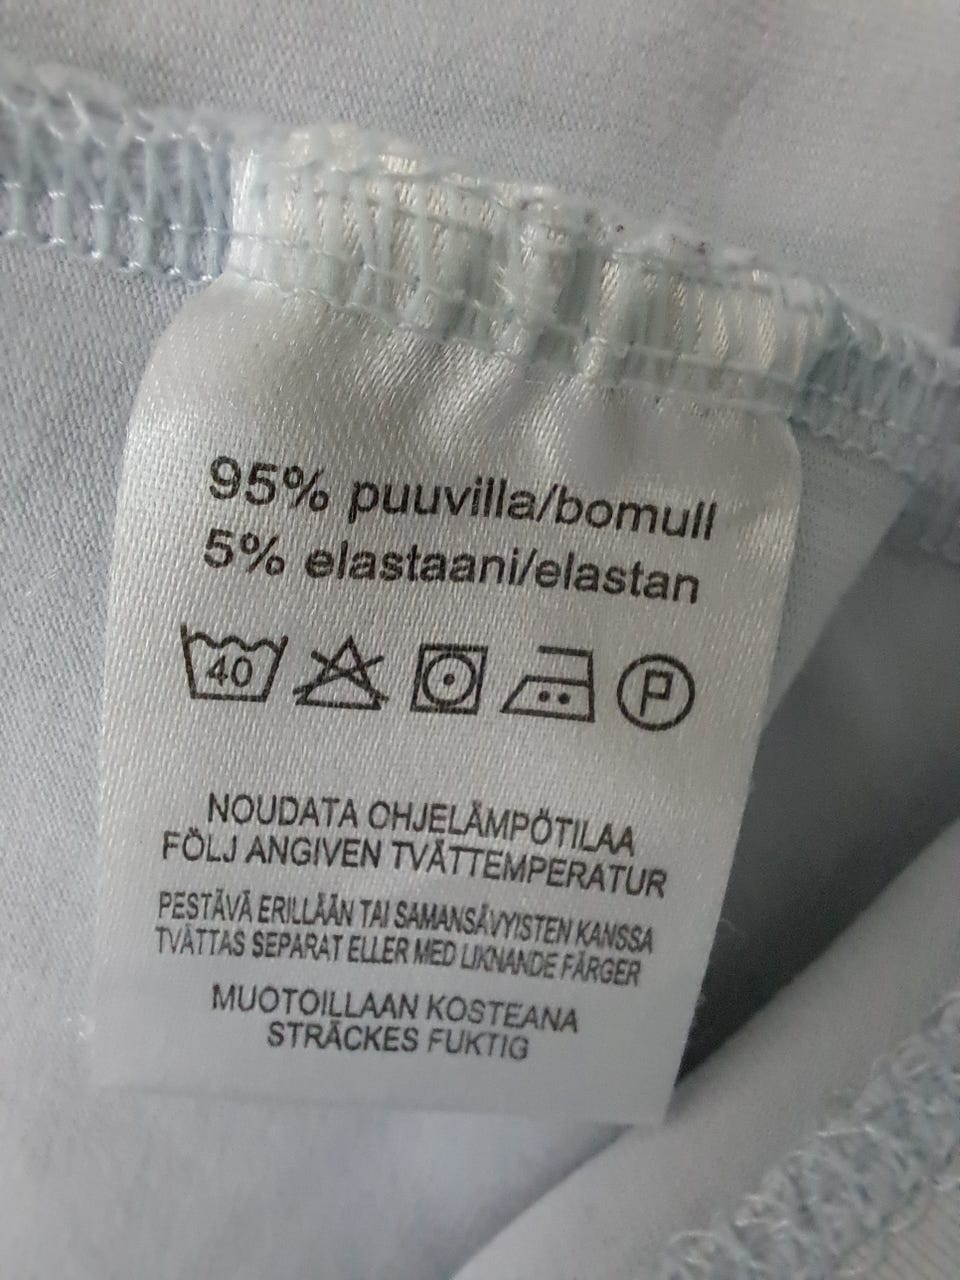 95% puuvilla/bomull
5% elastaani/elastan
40 P
NOUDATA OHJELÄMPÖTILAA
FÖLJ ANGIVEN TVÄTTEMPERATUR
PESTÄVÄ ERILLÄÄN TAI SAMANSÄVYISTEN KANSSA
TVÄTTAS SEPARAT ELLER MED LIKNANDE FÄRGER
MUOTOILLAAN KOSTEANA
STRÄCKES FUKTIG